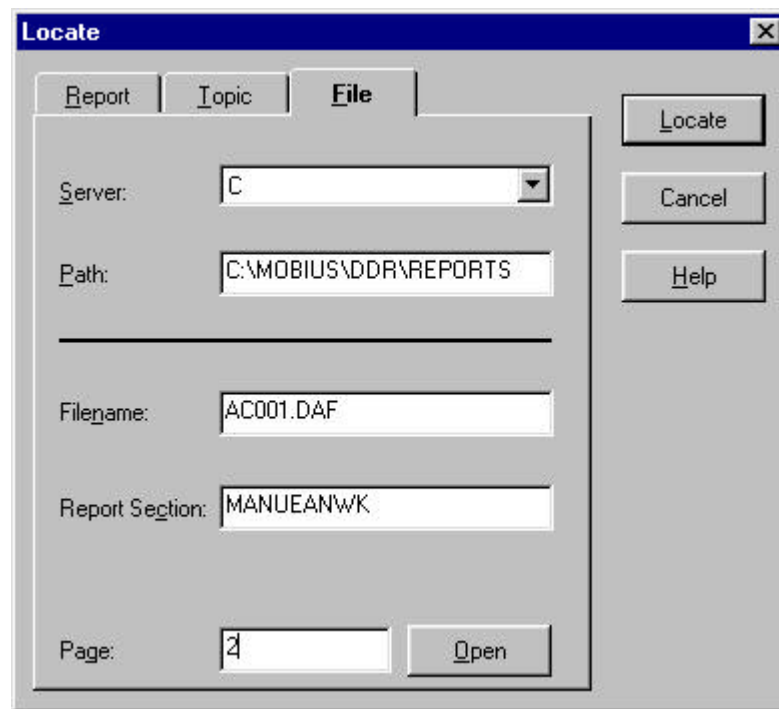 Locate
Report Topic File
Locate
Server: C
Cancel
Path: C:\MOBIUS\DDR\REPORTS
Help
Filename: AC001.DAF
Report Section: MANUEANWK
Page: 2 Open